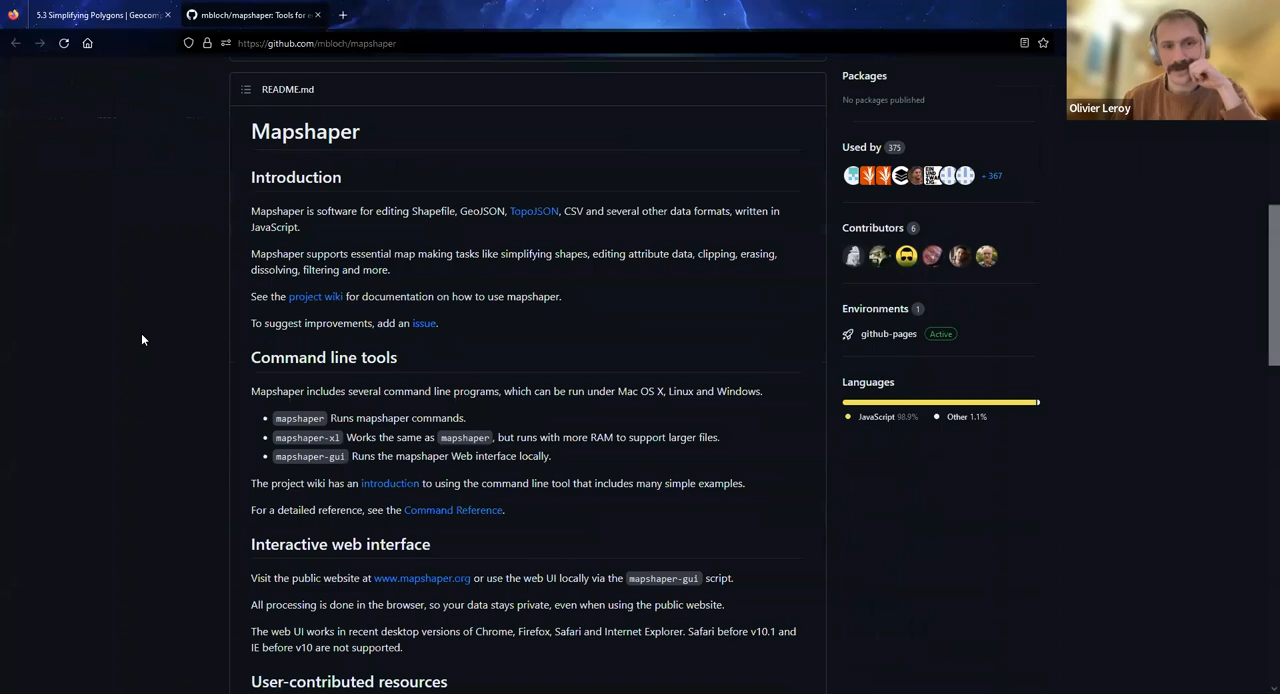 5.3 Simplifying Polygons | Geocomp
mbloch/mapshaper: Tools for e
https://github.com/mbloch/mapshaper
Olivier Leroy
README.md
Mapshaper
Introduction
Mapshaper is software for editing Shapefile, GeoJSON, TopoJSON, CSV and several other data formats, written in
JavaScript.
Mapshaper supports essential map making tasks like simplifying shapes, editing attribute data, clipping, erasing,
dissolving, filtering and more.
See the project wiki for documentation on how to use mapshaper.
To suggest improvements, add an issue.
Command line tools
Mapshaper includes several command line programs, which can be run under Mac OS X, Linux and Windows.
• mapshaper Runs mapshaper commands.
• mapshaper-xl Works the same as mapshaper, but runs with more RAM to support larger files.
• mapshaper-gui Runs the mapshaper Web interface locally.
The project wiki has an introduction to using the command line tool that includes many simple examples.
For a detailed reference, see the Command Reference.
Interactive web interface
Visit the public website at www.mapshaper.org or use the web UI locally via the mapshaper-gui script.
All processing is done in the browser, so your data stays private, even when using the public website.
The web UI works in recent desktop versions of Chrome, Firefox, Safari and Internet Explorer. Safari before v10.1 and
IE before v10 are not supported.
User-contributed resources
Packages
No packages published
Used by 375
+ 367
Contributors 6
Environments 1
github-pages Active
Languages
JavaScript 98.9% Other 1.1%